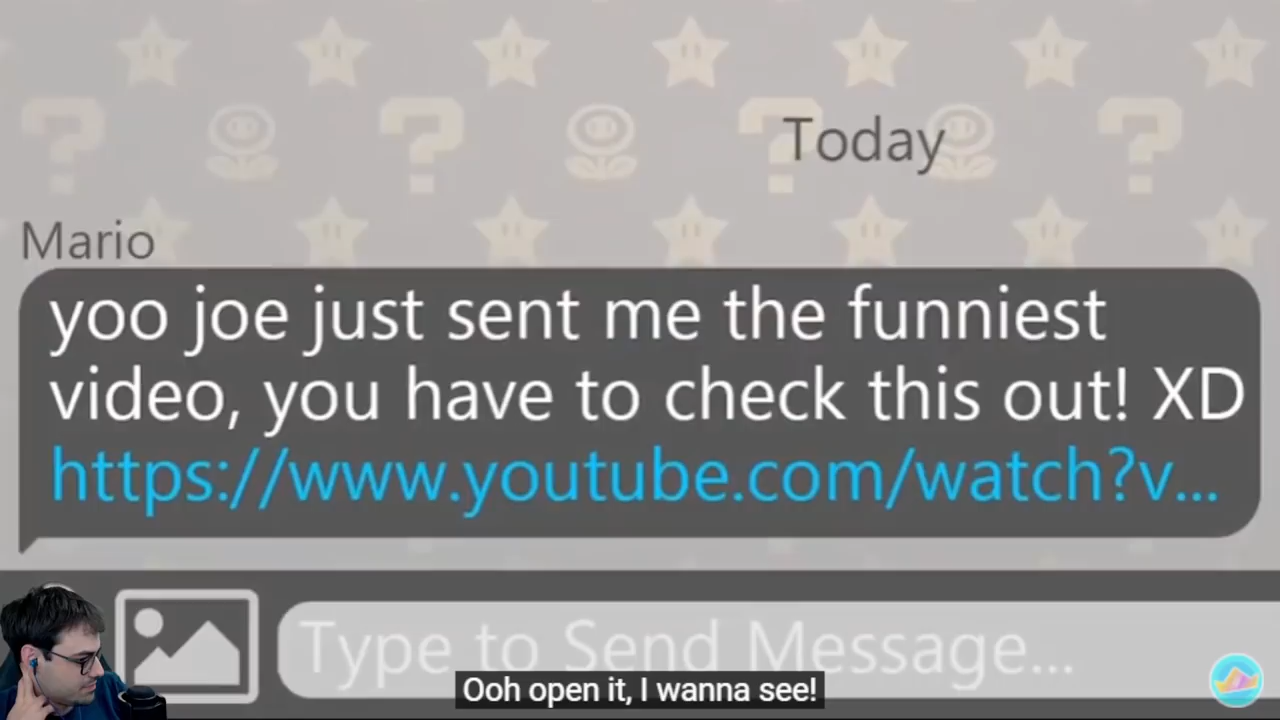 Today
Mario
yoo joe just sent me the funniest
video, you have to check this out! XD
https://www.youtube.com/watch?v...
Type to Send Message...
Ooh open it, I wanna see!